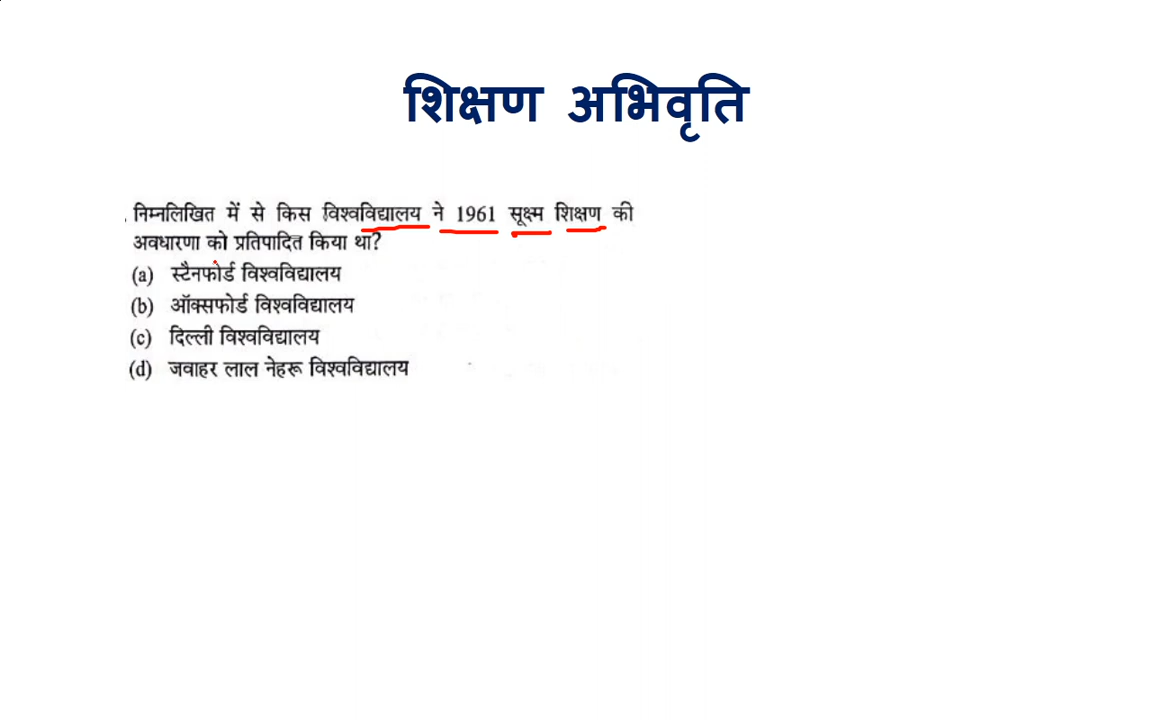 शिक्षण अभिवृति
. निम्नलिखित में से किस विश्वविद्यालय ने 1961 सूक्ष्म शिक्षण की
अवधारणा को प्रतिपादित किया था?
(a) स्टैनफोर्ड विश्वविद्यालय
(b) ऑक्सफोर्ड विश्वविद्यालय
(c) दिल्ली विश्वविद्यालय
(d) जवाहर लाल नेहरू विश्वविद्यालय